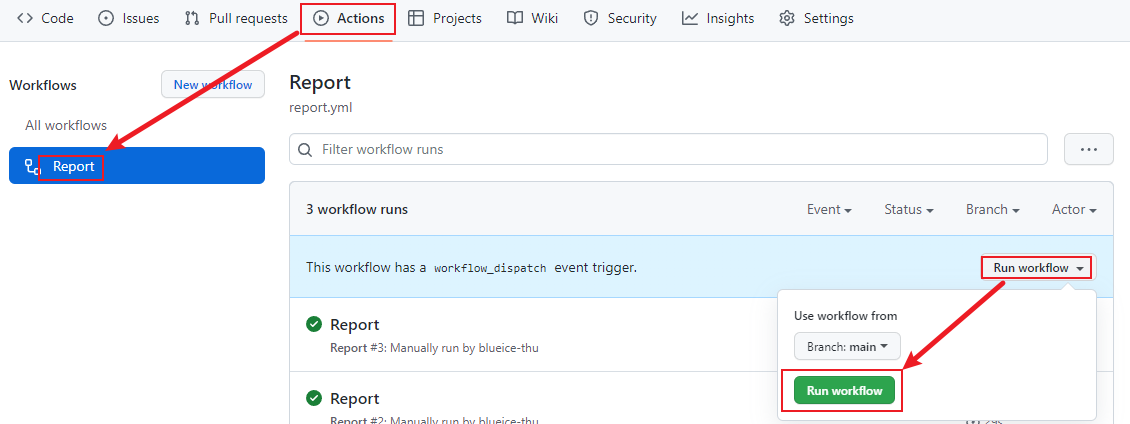 Code Issues Pull requests Actions Projects Wiki Security Insights Settings
Workflows New workflow
All workflows
Report
Report
report.yml
Filter workflow runs
3 workflow runs Event Status Branch Actor
This workflow has a workflow_dispatch event trigger. Run workflow
Use workflow from
Branch: main
Run workflow
Report
Report #3: Manually run by blueice-thu
Report
Report #2: Manually run by blueice-thu